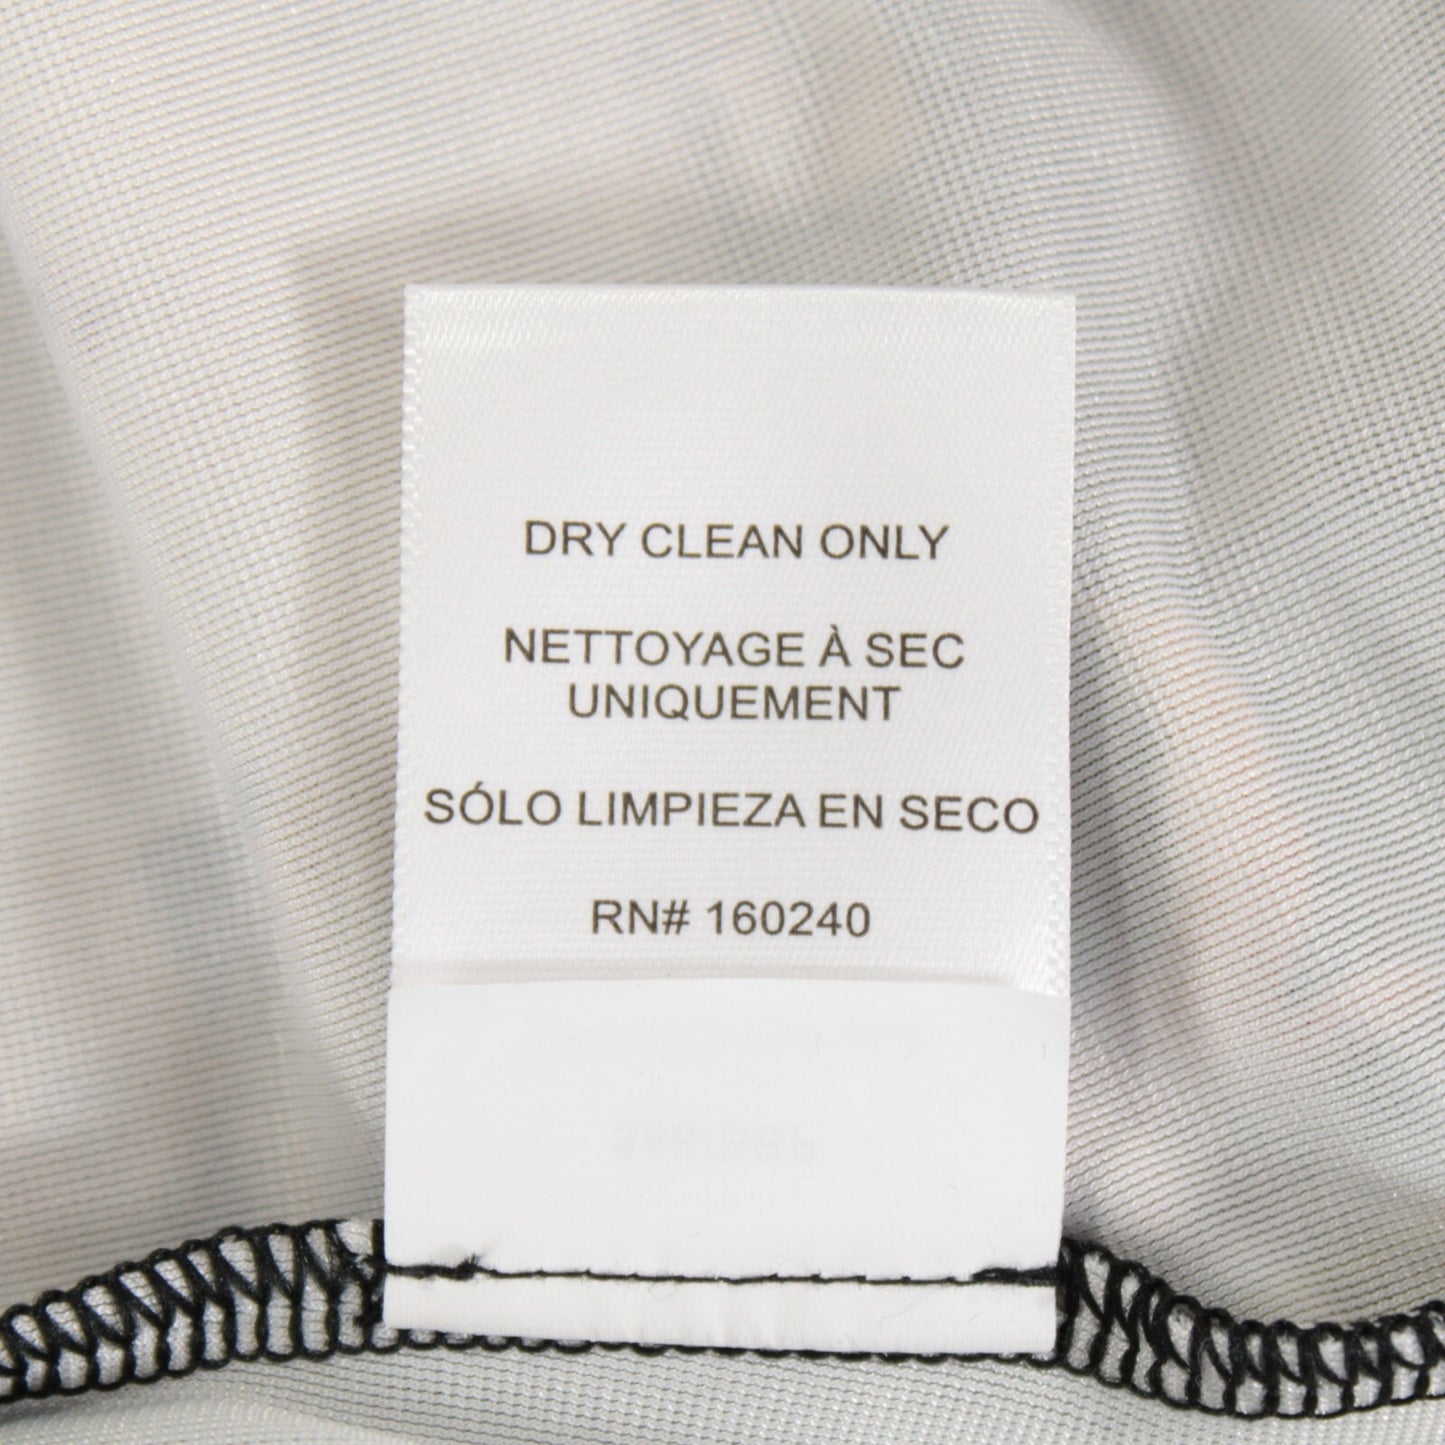 DRY CLEAN ONLY
NETTOYAGE À SEC
UNIQUEMENT
SÓLO LIMPIEZA EN SECO
RN# 160240